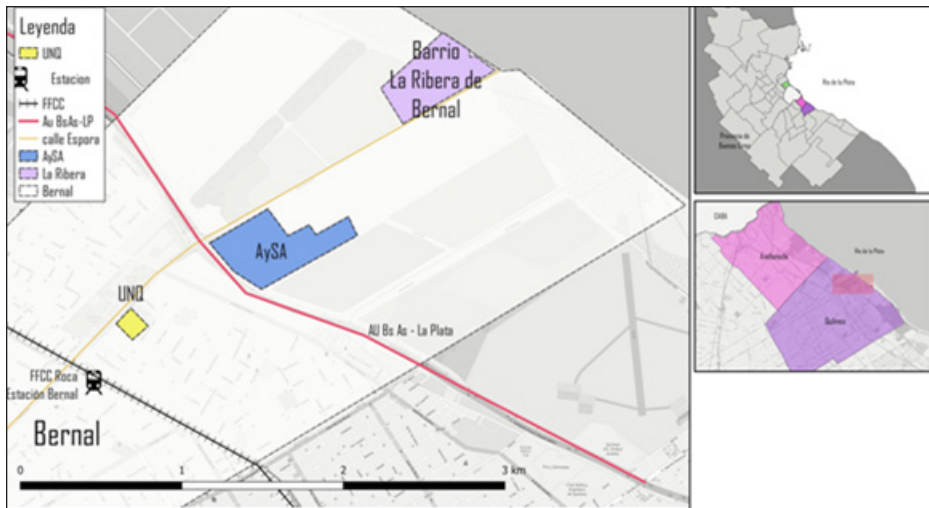 Leyenda
UNQ
Estacion
FFCC
Au BsAs-LP
calle Espora
AySA
La Ribera
Bernal
Barrio
La Ribera de
Bernal
AySA
UNQ
AU Bs As - La Plata
FFCC Roca
Estación Bernal
Bernal
0 1 2 3 km
Rio de la Plata
Provincia de
Buenos Aires
CABA
Rio de la Plata
Avellaneda
Quilmes